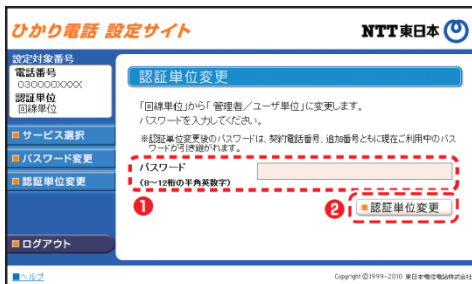 ひかり電話 設定サイト
NTT東日本
設定対象番号
電話番号
030000XXXX
認証単位
回線単位
サービス選択
パスワード変更
認証単位変更
ログアウト
ヘルプ
認証単位変更
「回線単位」から「管理者／ユーザ単位」に変更します。
パスワードを入力してください。
※認証単位変更後のパスワードは、契約電話番号、追加番号ともに現在ご利用中のパス
ワードが引き継がれます。
パスワード
(8～12桁の半角英数字)
❶
❷
認証単位変更
Copyright©1999-2010 東日本電信電話株式会社